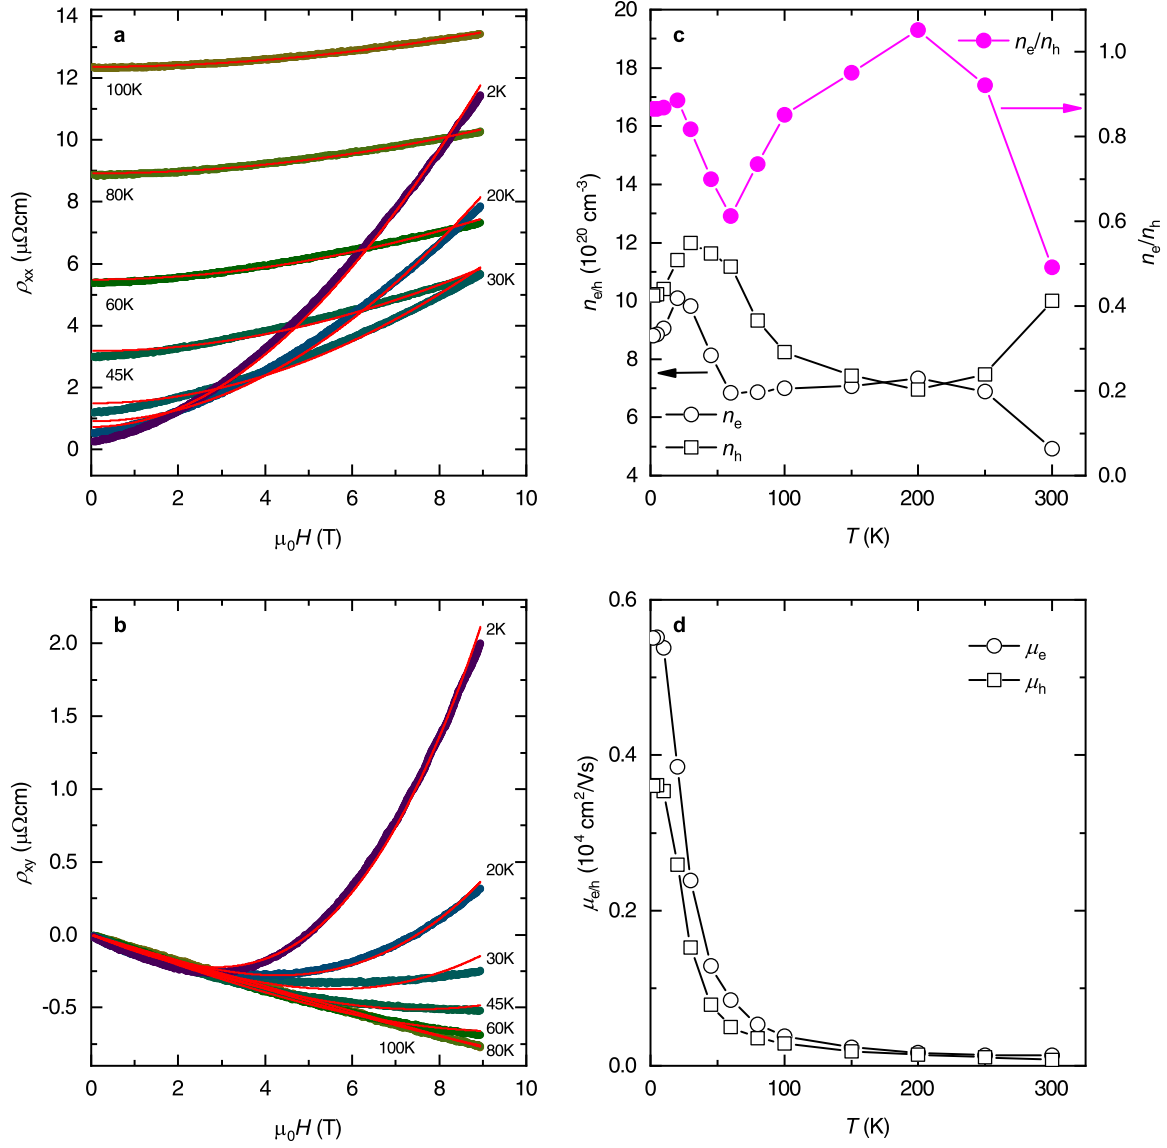 a
14
12
10
8
6
4
2
0
ρxx (μΩcm)
100K
80K
60K
45K
2K
20K
30K
0 2 4 6 8 10
μ0H (T)
c
20
18
16
14
12
10
8
6
4
ne/h (10^20 cm^-3)
ne/nh
ne
nh
1.0
0.8
0.6
0.4
0.2
0.0
ne/nh
0 100 200 300
T (K)
b
2.0
1.5
1.0
0.5
0.0
-0.5
ρxy (μΩcm)
2K
20K
30K
45K
60K
100K
80K
0 2 4 6 8 10
μ0H (T)
d
0.6
0.4
0.2
0.0
μe/h (10^4 cm^2/Vs)
μe
μh
0 100 200 300
T (K)